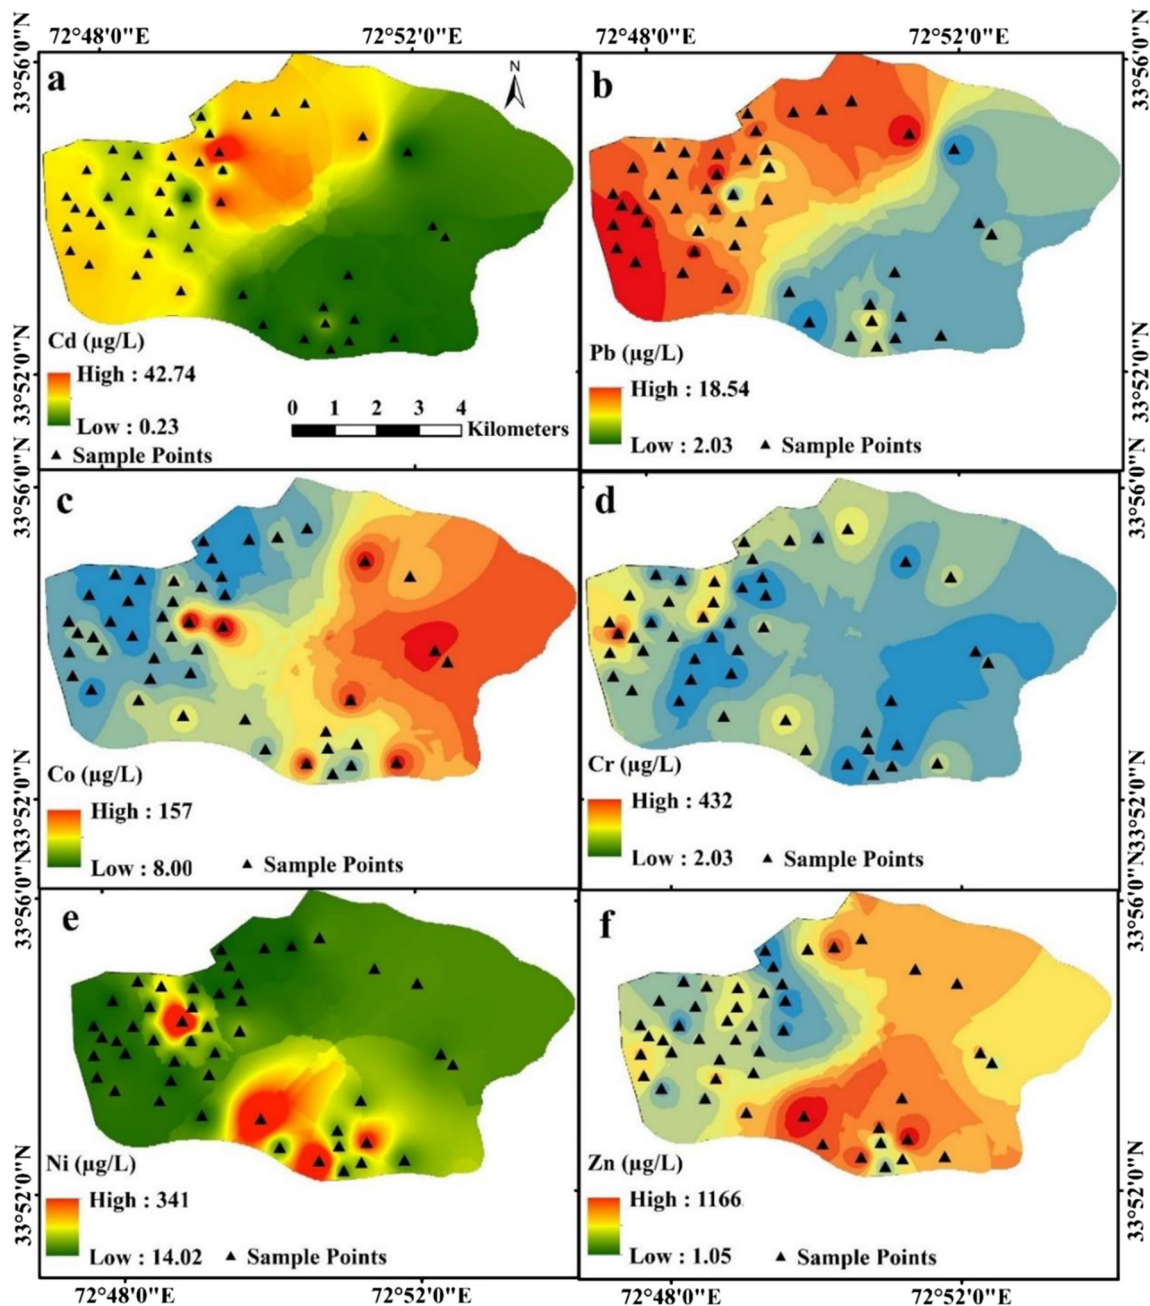 72°48'0"E 72°52'0"E 72°48'0"E 72°52'0"E
33°56'0"N
33°56'0"N
a
N
b
Cd (µg/L)
High : 42.74
Low : 0.23
Sample Points
0 1 2 3 4
Kilometers
Pb (µg/L)
High : 18.54
Low : 2.03
Sample Points
33°52'0"N
33°52'0"N
33°56'0"N
33°56'0"N
c
d
Co (µg/L)
High : 157
Low : 8.00
Sample Points
Cr (µg/L)
High : 432
Low : 2.03
Sample Points
33°52'0"N
33°52'0"N
33°56'0"N
33°56'0"N
e
f
Ni (µg/L)
High : 341
Low : 14.02
Sample Points
Zn (µg/L)
High : 1166
Low : 1.05
Sample Points
33°52'0"N
33°52'0"N
72°48'0"E 72°52'0"E 72°48'0"E 72°52'0"E